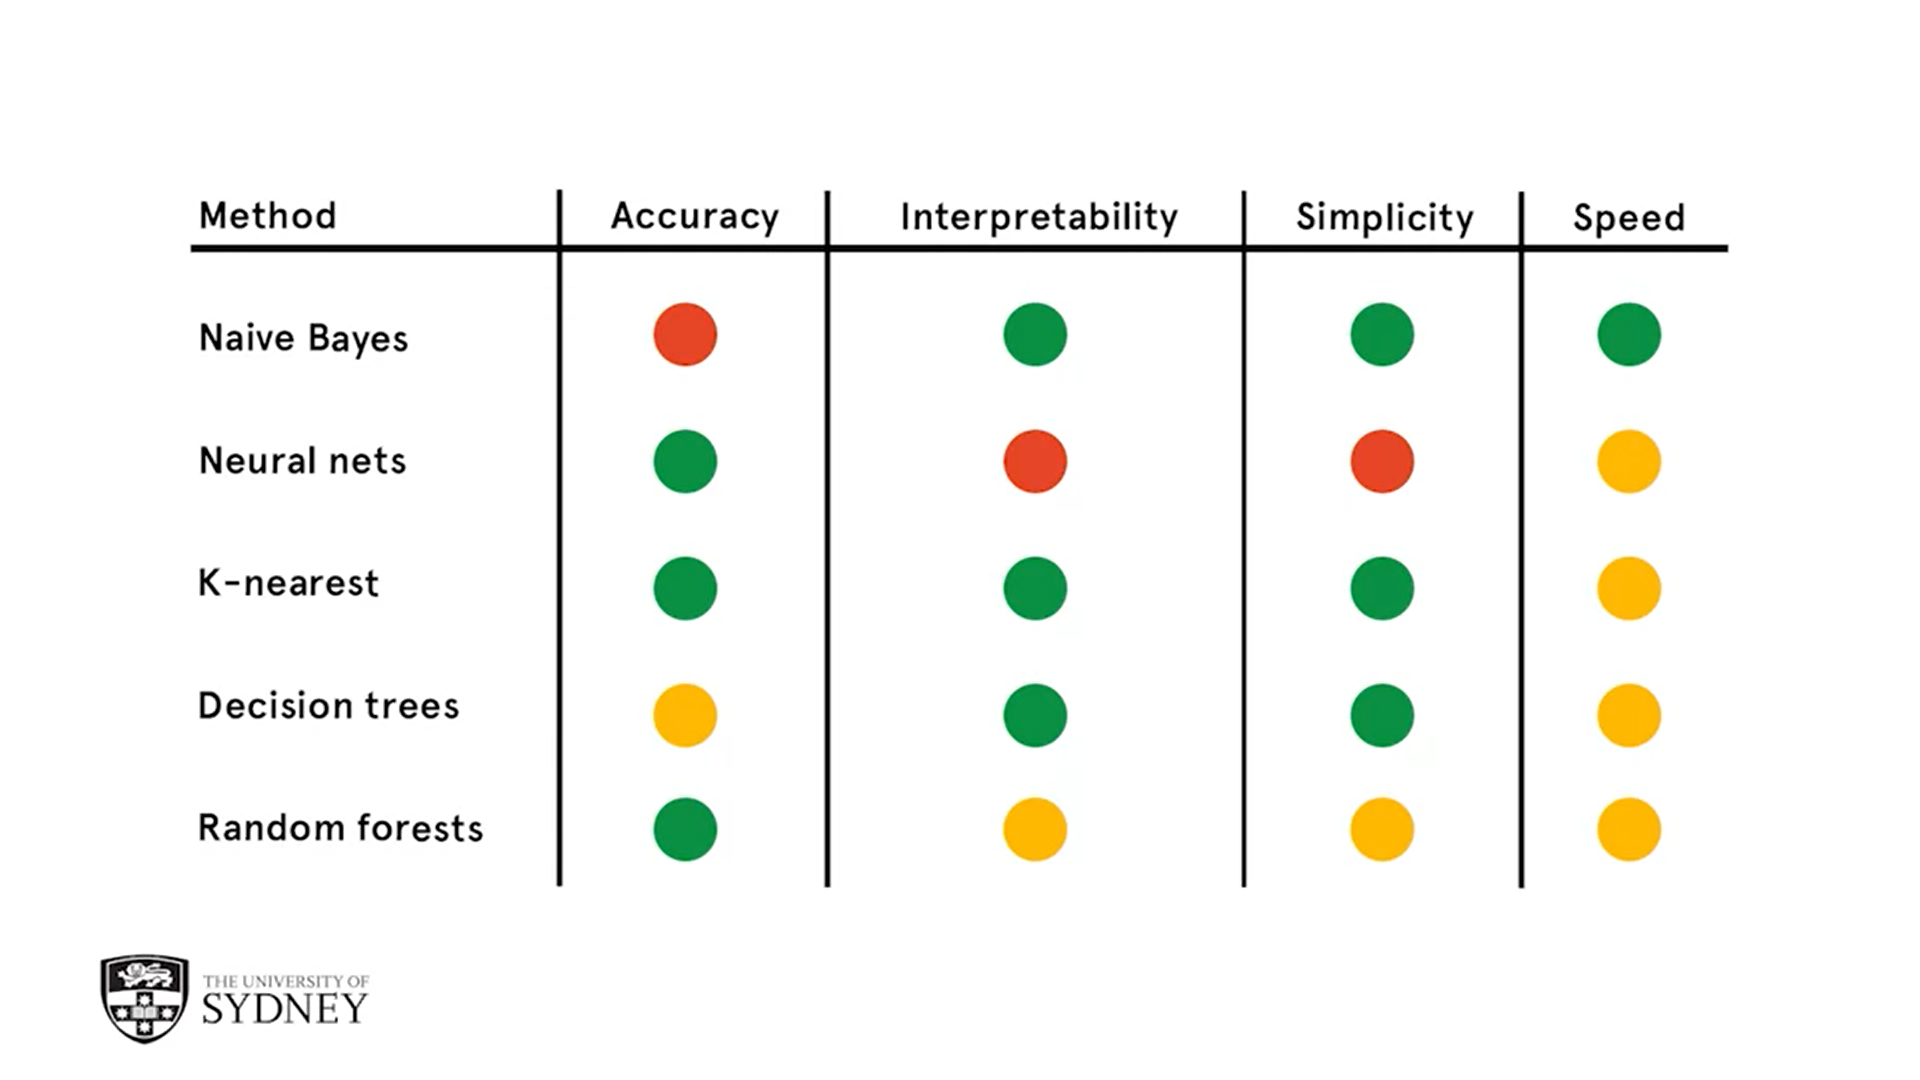 Method Accuracy Interpretability Simplicity Speed
Naive Bayes
Neural nets
K-nearest
Decision trees
Random forests
THE UNIVERSITY OF
SYDNEY